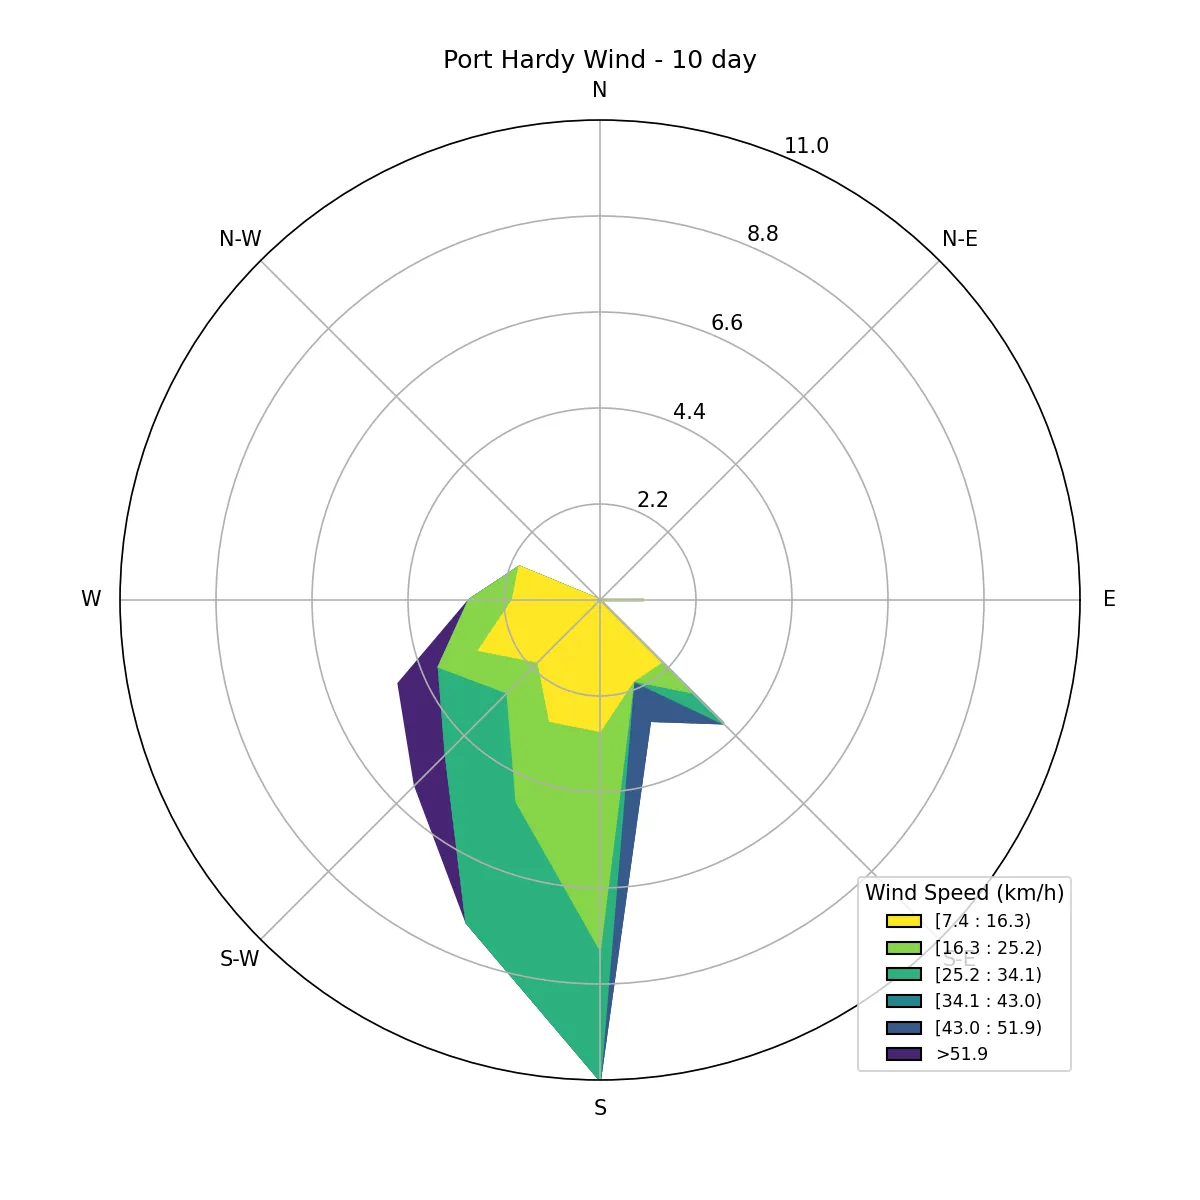 Port Hardy Wind - 10 day
N
11.0
N-W
8.8
N-E
6.6
4.4
2.2
W
E
Wind Speed (km/h)
[7.4 : 16.3)
[16.3 : 25.2)
S-W
S-E
[25.2 : 34.1)
[34.1 : 43.0)
[43.0 : 51.9)
>51.9
S